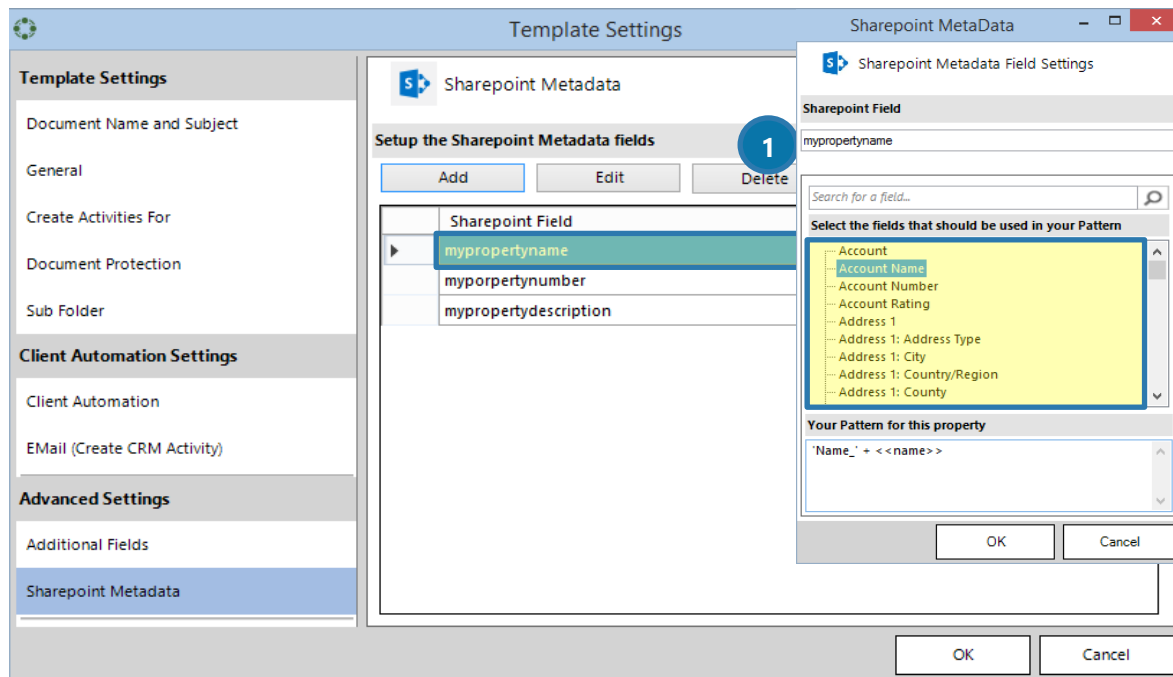 Template Settings
Template Settings
Document Name and Subject
General
Create Activities For
Document Protection
Sub Folder
Client Automation Settings
Client Automation
EMail (Create CRM Activity)
Advanced Settings
Additional Fields
Sharepoint Metadata
Sharepoint Metadata
Setup the Sharepoint Metadata fields
1
Add Edit Delete
Sharepoint Field
mypropertyname
myporpertynumber
mypropertydescription
OK Cancel
Sharepoint MetaData
Sharepoint Metadata Field Settings
Sharepoint Field
mypropertyname
Search for a field...
Select the fields that should be used in your Pattern
Account
Account Name
Account Number
Account Rating
Address 1
Address 1: Address Type
Address 1: City
Address 1: Country/Region
Address 1: County
Your Pattern for this property
'Name_' + <<name>>
OK Cancel